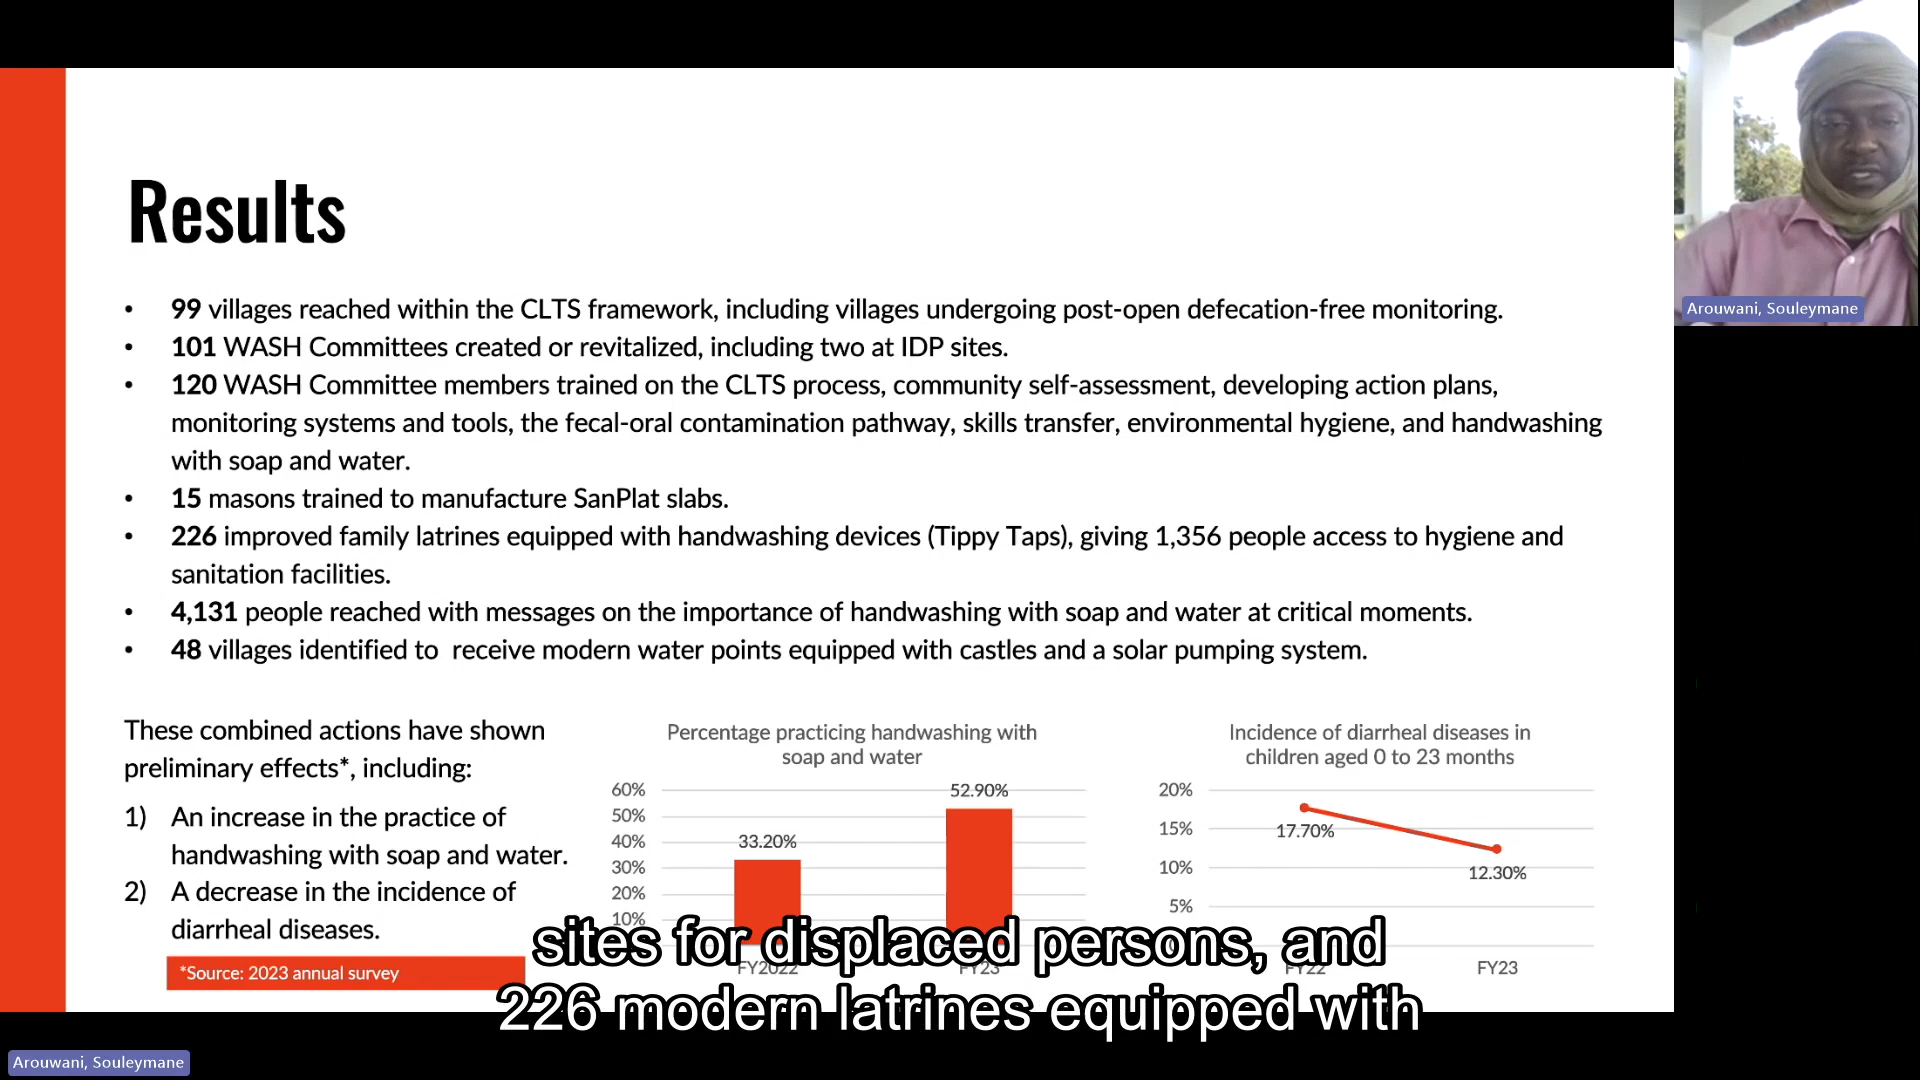 Results
• 99 villages reached within the CLTS framework, including villages undergoing post-open defecation-free monitoring.
• 101 WASH Committees created or revitalized, including two at IDP sites.
• 120 WASH Committee members trained on the CLTS process, community self-assessment, developing action plans,
monitoring systems and tools, the fecal-oral contamination pathway, skills transfer, environmental hygiene, and handwashing
with soap and water.
• 15 masons trained to manufacture SanPlat slabs.
• 226 improved family latrines equipped with handwashing devices (Tippy Taps), giving 1,356 people access to hygiene and
sanitation facilities.
• 4,131 people reached with messages on the importance of handwashing with soap and water at critical moments.
• 48 villages identified to  receive modern water points equipped with castles and a solar pumping system.
These combined actions have shown
preliminary effects*, including:
1) An increase in the practice of
handwashing with soap and water.
2) A decrease in the incidence of
diarrheal diseases.
*Source: 2023 annual survey
Percentage practicing handwashing with
soap and water
60%
50%
40%
30%
20%
10%
33.20%
52.90%
FY2022
FY23
Incidence of diarrheal diseases in
children aged 0 to 23 months
20%
15%
10%
5%
17.70%
12.30%
FY22
FY23
sites for displaced persons, and
226 modern latrines equipped with
Arouwani, Souleymane
Arouwani, Souleymane